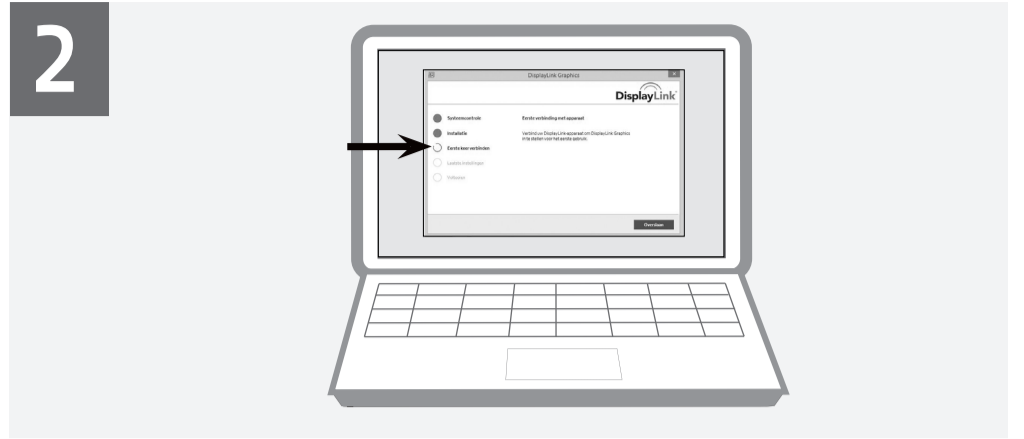 2
DisplayLink Graphics
x
DisplayLink
Systeemcontrole
Installatie
Eerste keer verbinden
Laatste instellingen
Voltooien
Eerste verbinding met apparaat
Verbind uw DisplayLink-apparaat om DisplayLink Graphics
in te stellen voor het eerste gebruik.
Overslaan